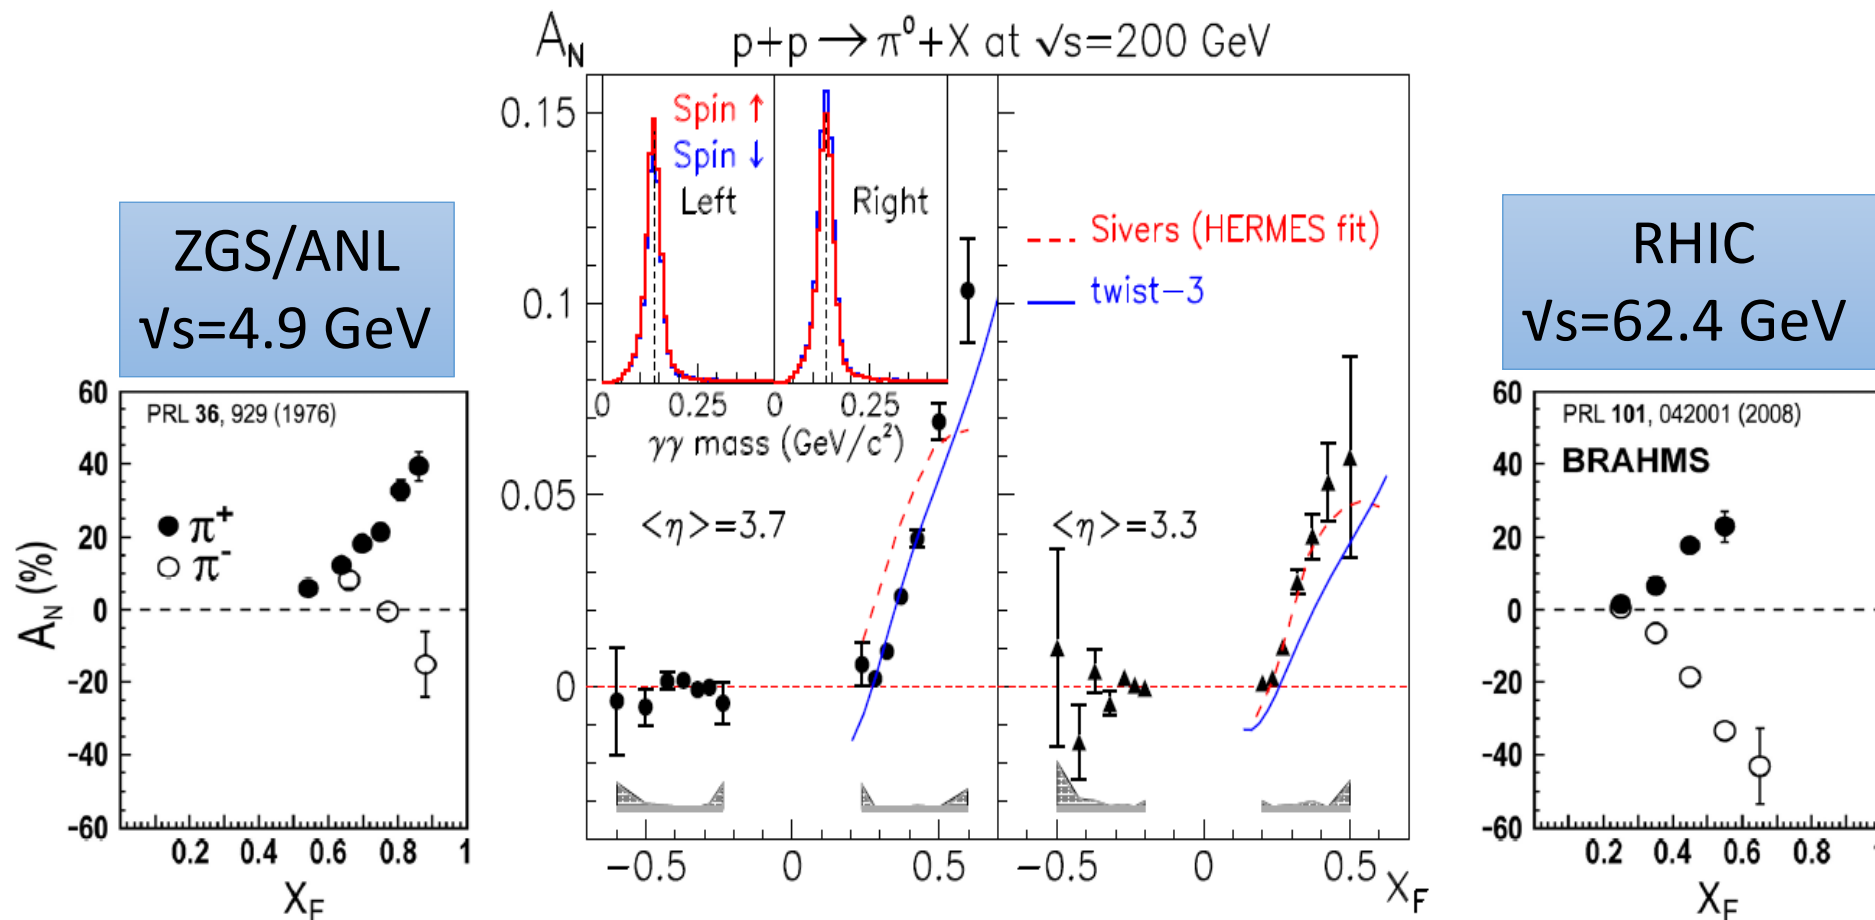 ZGS/ANL
√s=4.9 GeV
PRL 36, 929 (1976)
π+
π-
A_N (%)
60
40
20
0
-20
-40
-60
0.2 0.4 0.6 0.8 1
X_F
A_N p+p→π⁰+X at √s=200 GeV
0.15
0.1
0.05
0
Spin ↑
Spin ↓
Left
Right
0 0.25 0 0.25
γγ mass (GeV/c²)
<η>=3.7
Sivers (HERMES fit)
twist-3
<η>=3.3
-0.5 0 0.5 -0.5 0 0.5 X_F
RHIC
√s=62.4 GeV
PRL 101, 042001 (2008)
BRAHMS
60
40
20
0
-20
-40
-60
0.2 0.4 0.6 0.8
X_F